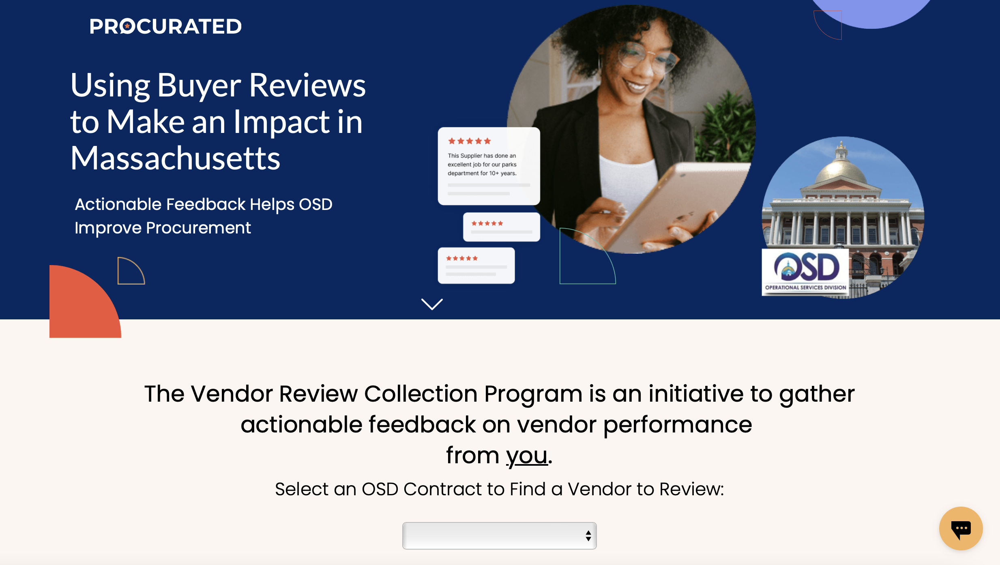 PROCURATED
Using Buyer Reviews
to Make an Impact in
Massachusetts
Actionable Feedback Helps OSD
Improve Procurement
This Supplier has done an
excellent job for our parks
department for 10+ years.
OSD
OPERATIONAL SERVICES DIVISION
The Vendor Review Collection Program is an initiative to gather
actionable feedback on vendor performance
from you.
Select an OSD Contract to Find a Vendor to Review: